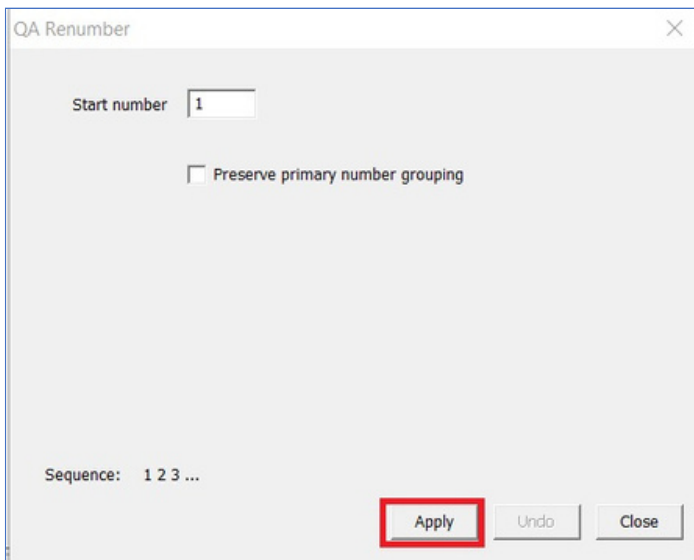 QA Renumber
Start number 1
Preserve primary number grouping
Sequence: 1 2 3 ...
Apply Undo Close